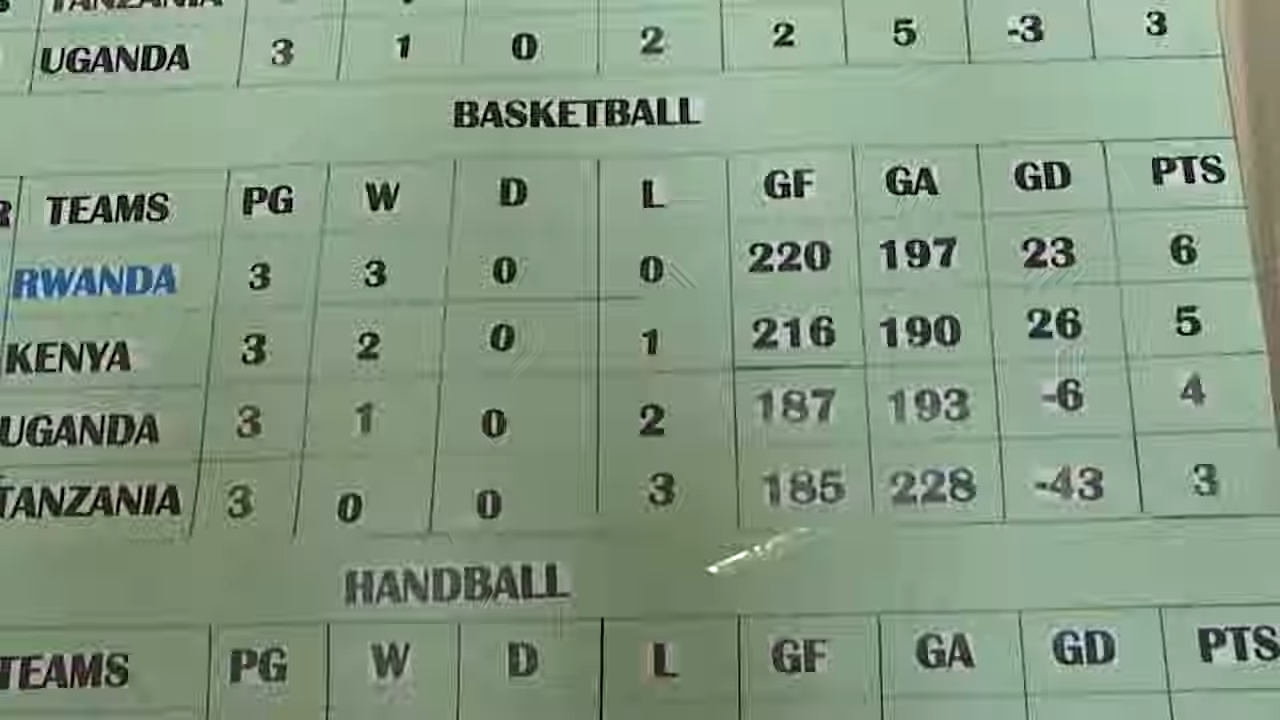 TANZANIA
UGANDA 3 1 0 2 2 5 -3 3
BASKETBALL
TEAMS PG W D L GF GA GD PTS
RWANDA 3 3 0 0 220 197 23 6
KENYA 3 2 0 1 216 190 26 5
UGANDA 3 1 0 2 187 193 -6 4
TANZANIA 3 0 0 3 185 228 -43 3
HANDBALL
TEAMS PG W D L GF GA GD PTS